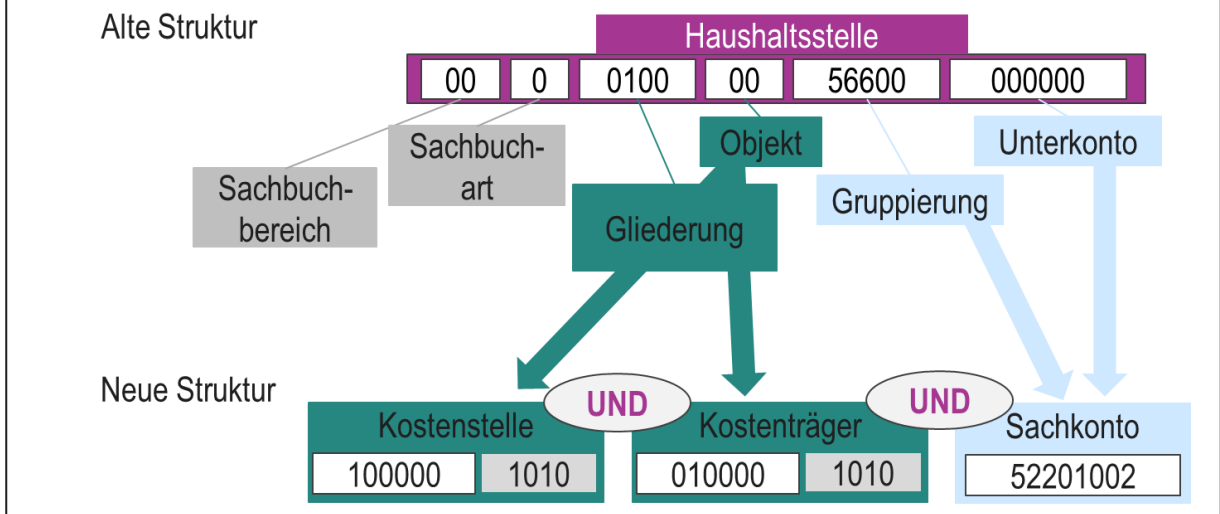 Alte Struktur
Haushaltsstelle
00 0 0100 00 56600 000000
Sachbuch-
bereich
Sachbuch-
art
Gliederung
Objekt
Gruppierung
Unterkonto
Neue Struktur
UND
UND
Kostenstelle
100000 1010
Kostenträger
010000 1010
Sachkonto
52201002